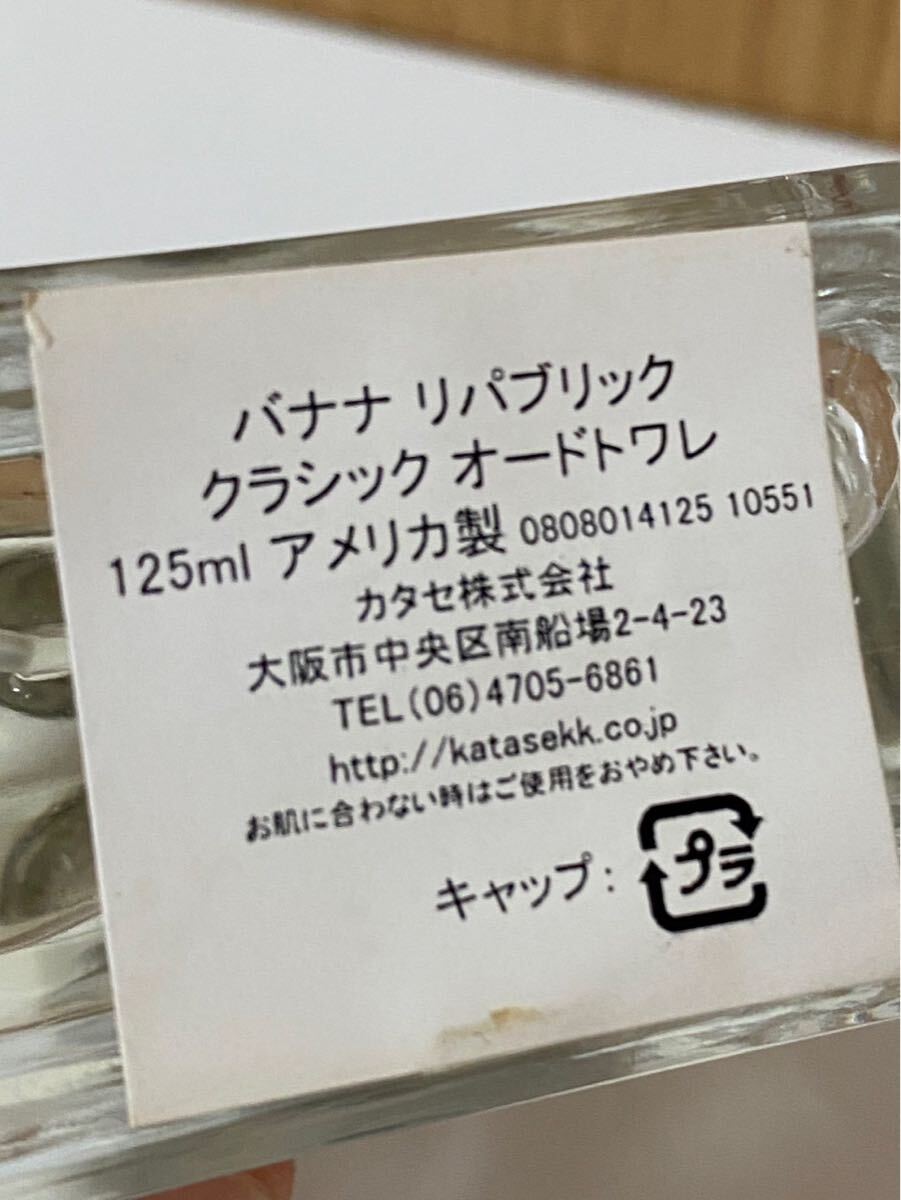 バナナ リパブリック
クラシック オードトワレ
125ml アメリカ製 0808014125 10551
カタセ株式会社
大阪市中央区南船場2-4-23
TEL(06)4705-6861
http://katasekk.co.jp
お肌に合わない時はご使用をおやめ下さい。
キャップ: プラ